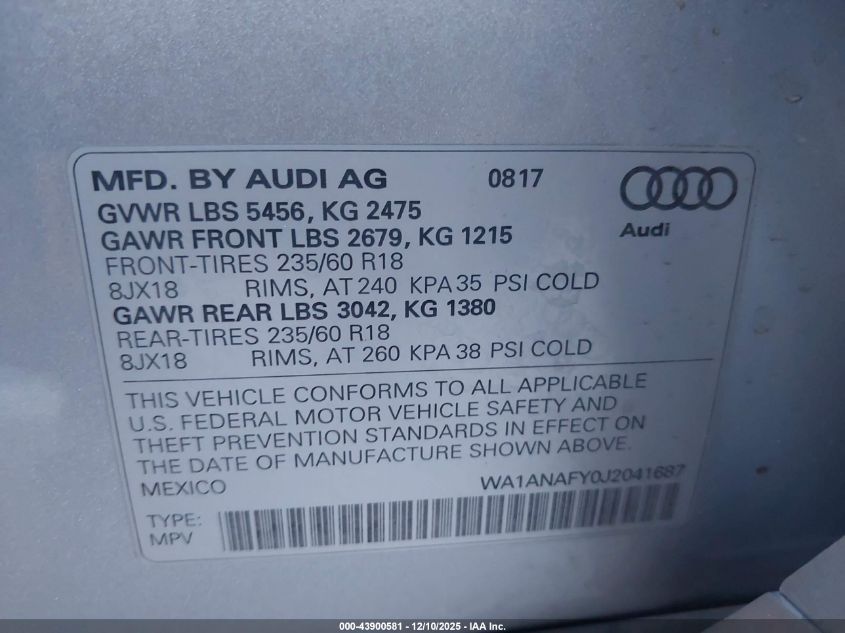 MFD. BY AUDI AG 0817
GVWR LBS 5456, KG 2475
GAWR FRONT LBS 2679, KG 1215
Audi
FRONT-TIRES 235/60 R18
8JX18 RIMS, AT 240 KPA 35 PSI COLD
GAWR REAR LBS 3042, KG 1380
REAR-TIRES 235/60 R18
8JX18 RIMS, AT 260 KPA 38 PSI COLD
THIS VEHICLE CONFORMS TO ALL APPLICABLE
U.S. FEDERAL MOTOR VEHICLE SAFETY AND
THEFT PREVENTION STANDARDS IN EFFECT ON
THE DATE OF MANUFACTURE SHOWN ABOVE.
MEXICO WA1ANAFY0J2041687
TYPE:
MPV
000-43900581 - 12/10/2025 - IAA Inc.